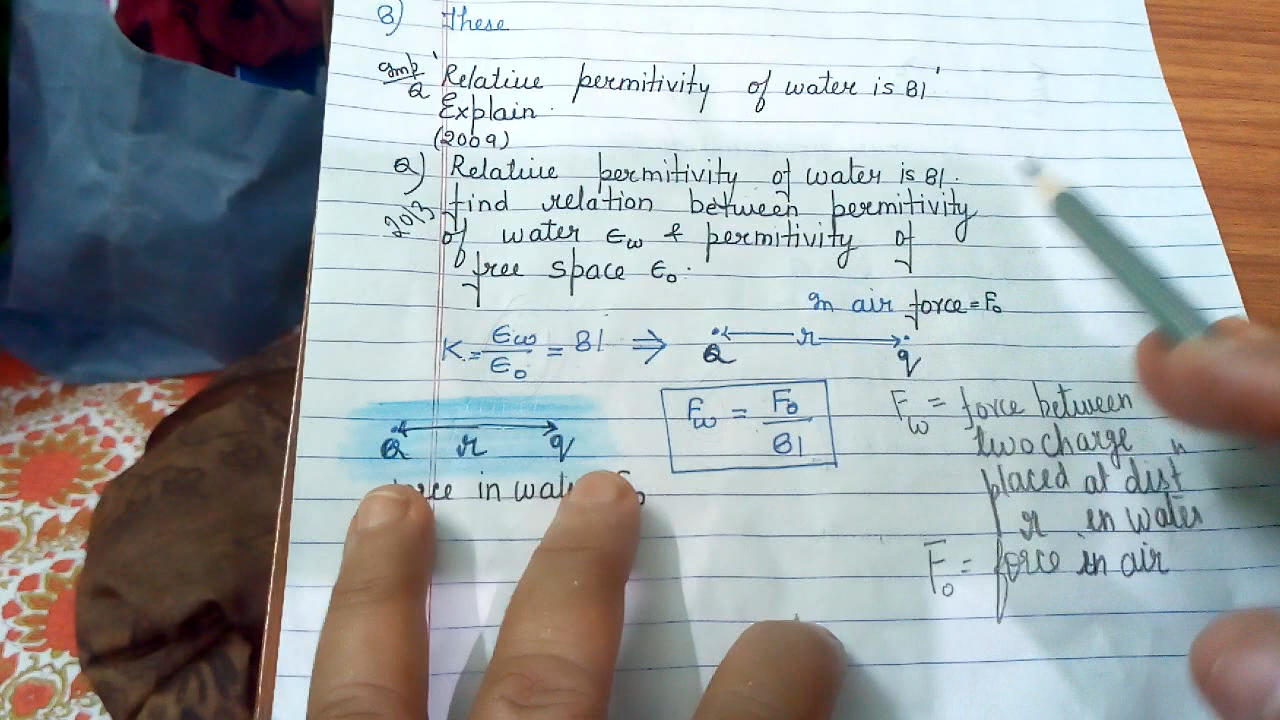 8) These
Imp 'Relative permitivity of water is 81'
Q Explain.
(2009)
Q) Relative permitivity of water is 81.
2013 find relation between permitivity
of water ϵw & permitivity of
free space ϵ0.
In air force = F0
K = ϵw/ϵ0 = 81 ⇒ Q r q
Fw = F0/81
Q r q
in
Fw = force between
two charge
placed at dist
r in water
F0 = force in air